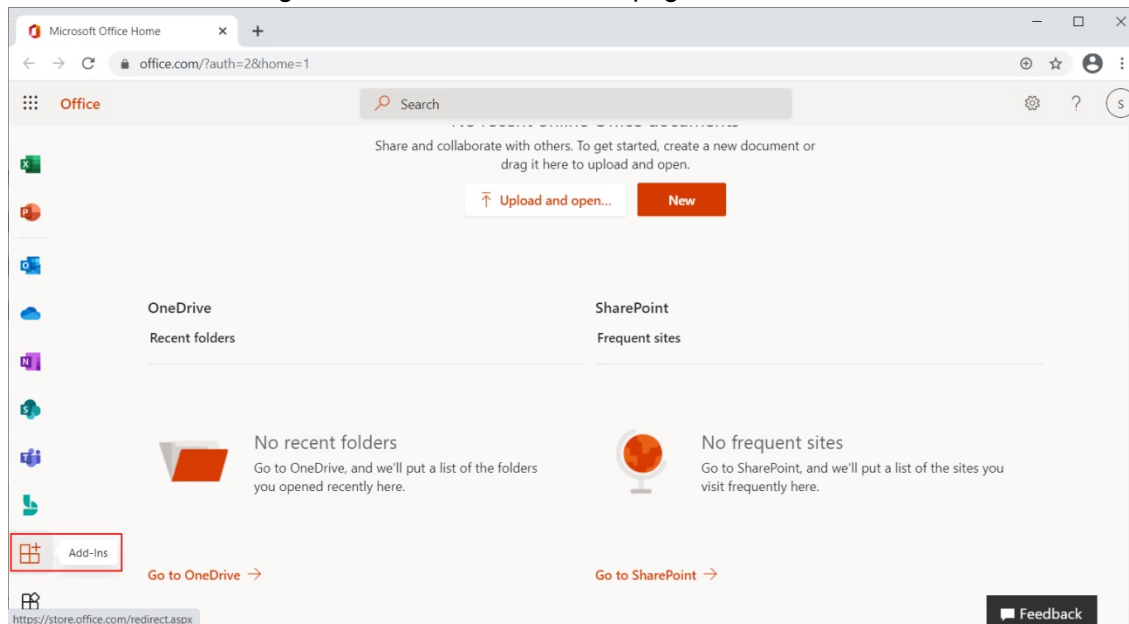 Microsoft Office Home
office.com/?auth=2&home=1
Office
Search
S
Share and collaborate with others. To get started, create a new document or
drag it here to upload and open.
Upload and open...
New
OneDrive
SharePoint
Recent folders
Frequent sites
No recent folders
Go to OneDrive, and we'll put a list of the folders
you opened recently here.
No frequent sites
Go to SharePoint, and we'll put a list of the sites you
visit frequently here.
Add-Ins
Go to OneDrive →
Go to SharePoint →
https://store.office.com/redirect.aspx
Feedback